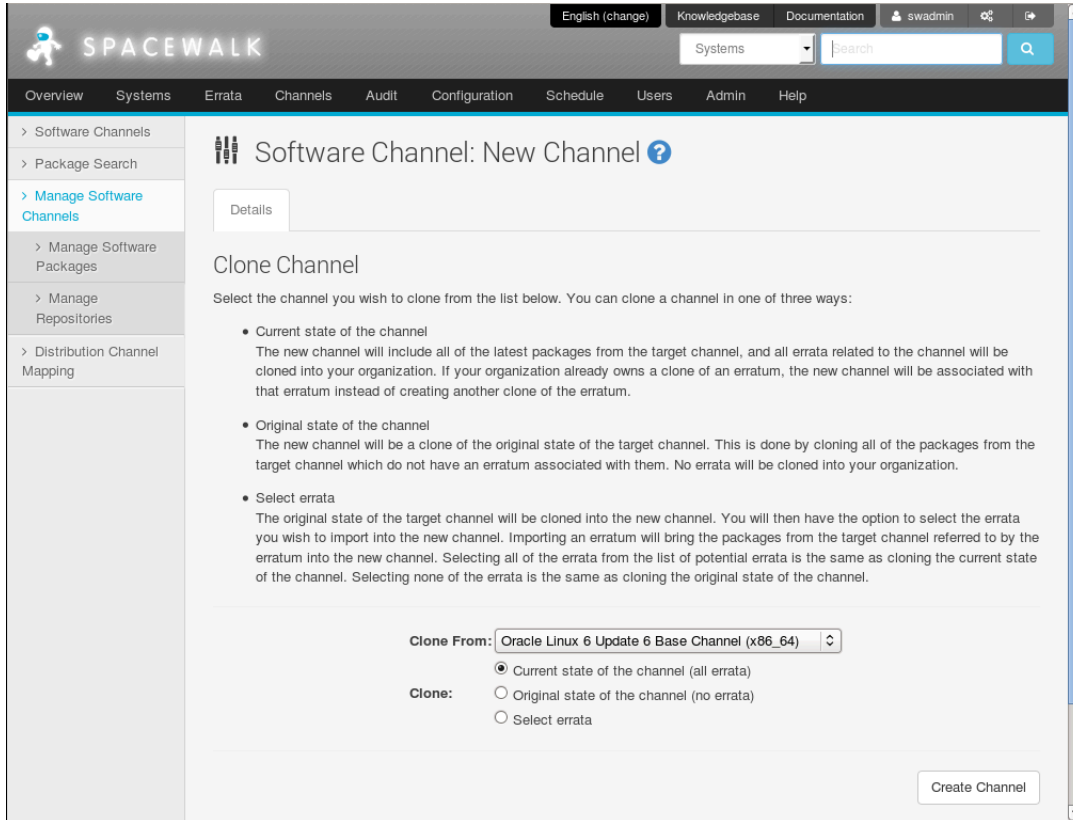 English (change) Knowledgebase Documentation swadmin
SPACEWALK
Systems Search
Overview Systems Errata Channels Audit Configuration Schedule Users Admin Help
> Software Channels
> Package Search
> Manage Software
Channels
> Manage Software
Packages
> Manage
Repositories
> Distribution Channel
Mapping
Software Channel: New Channel ?
Details
Clone Channel
Select the channel you wish to clone from the list below. You can clone a channel in one of three ways:
• Current state of the channel
The new channel will include all of the latest packages from the target channel, and all errata related to the channel will be
cloned into your organization. If your organization already owns a clone of an erratum, the new channel will be associated with
that erratum instead of creating another clone of the erratum.
• Original state of the channel
The new channel will be a clone of the original state of the target channel. This is done by cloning all of the packages from the
target channel which do not have an erratum associated with them. No errata will be cloned into your organization.
• Select errata
The original state of the target channel will be cloned into the new channel. You will then have the option to select the errata
you wish to import into the new channel. Importing an erratum will bring the packages from the target channel referred to by the
erratum into the new channel. Selecting all of the errata from the list of potential errata is the same as cloning the current state
of the channel. Selecting none of the errata is the same as cloning the original state of the channel.
Clone From: Oracle Linux 6 Update 6 Base Channel (x86_64)
Current state of the channel (all errata)
Clone: Original state of the channel (no errata)
Select errata
Create Channel